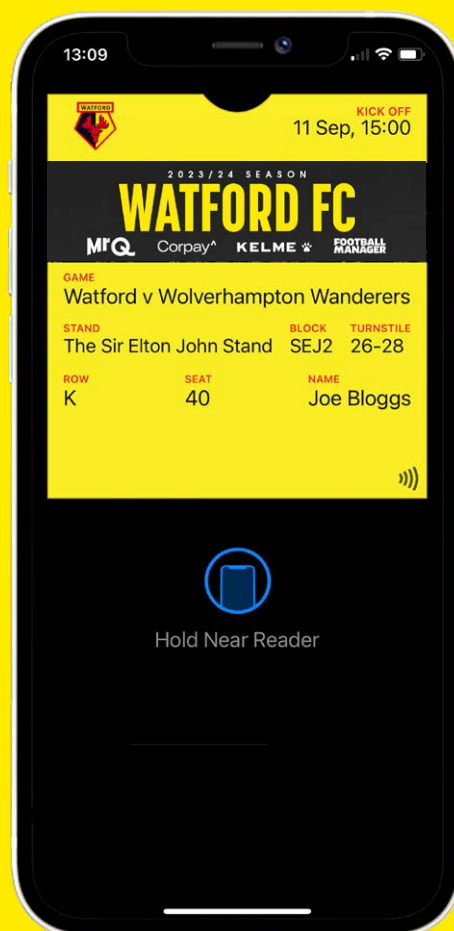 13:09
WATFORD
KICK OFF
11 Sep, 15:00
2023/24 SEASON
WATFORD FC
MrQ Corpay^ KELME FOOTBALL MANAGER
GAME
Watford v Wolverhampton Wanderers
STAND BLOCK TURNSTILE
The Sir Elton John Stand SEJ2 26-28
ROW SEAT NAME
K 40 Joe Bloggs
Hold Near Reader